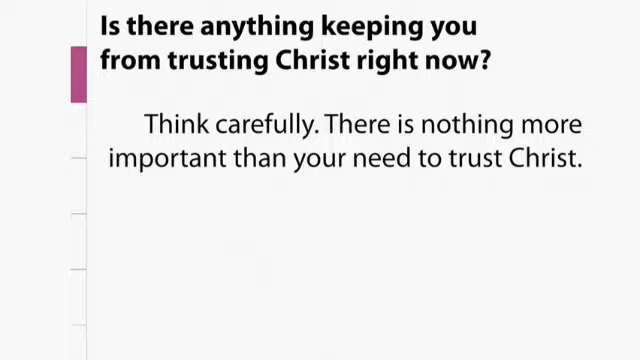 Is there anything keeping you
from trusting Christ right now?
Think carefully. There is nothing more
important than your need to trust Christ.